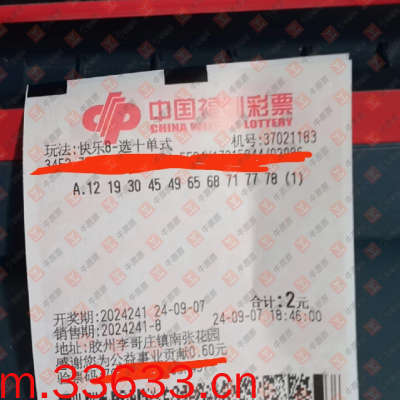 中国福利彩票
CHINA WELFARE LOTTERY
玩法:快乐8-选十单式 机号:37021183
A.12 19 30 45 49 65 68 71 77 78 (1)
合计:2元
开奖期:2024241 24-09-07
销售期:2024241-8 24-09-07 18:46:00
地址:胶州李哥庄镇南张花园
感谢您为公益事业贡献0.60元
m.33633.cn